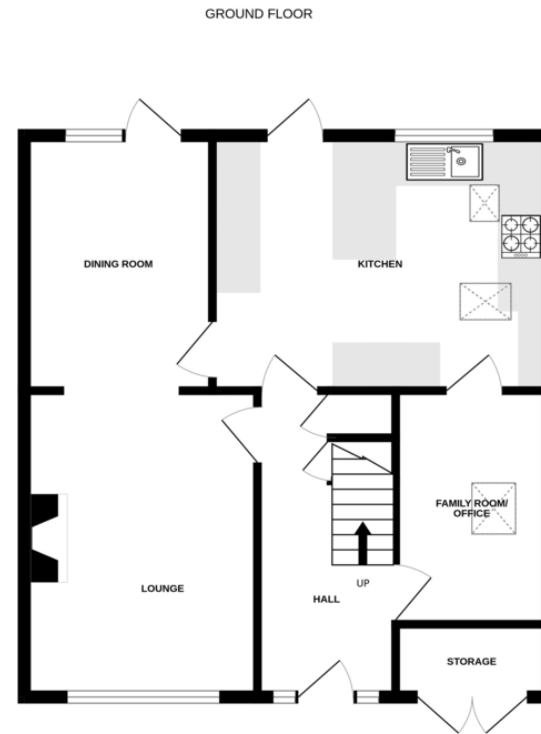 GROUND FLOOR
DINING ROOM
KITCHEN
FAMILY ROOM/
OFFICE
LOUNGE
UP
HALL
STORAGE